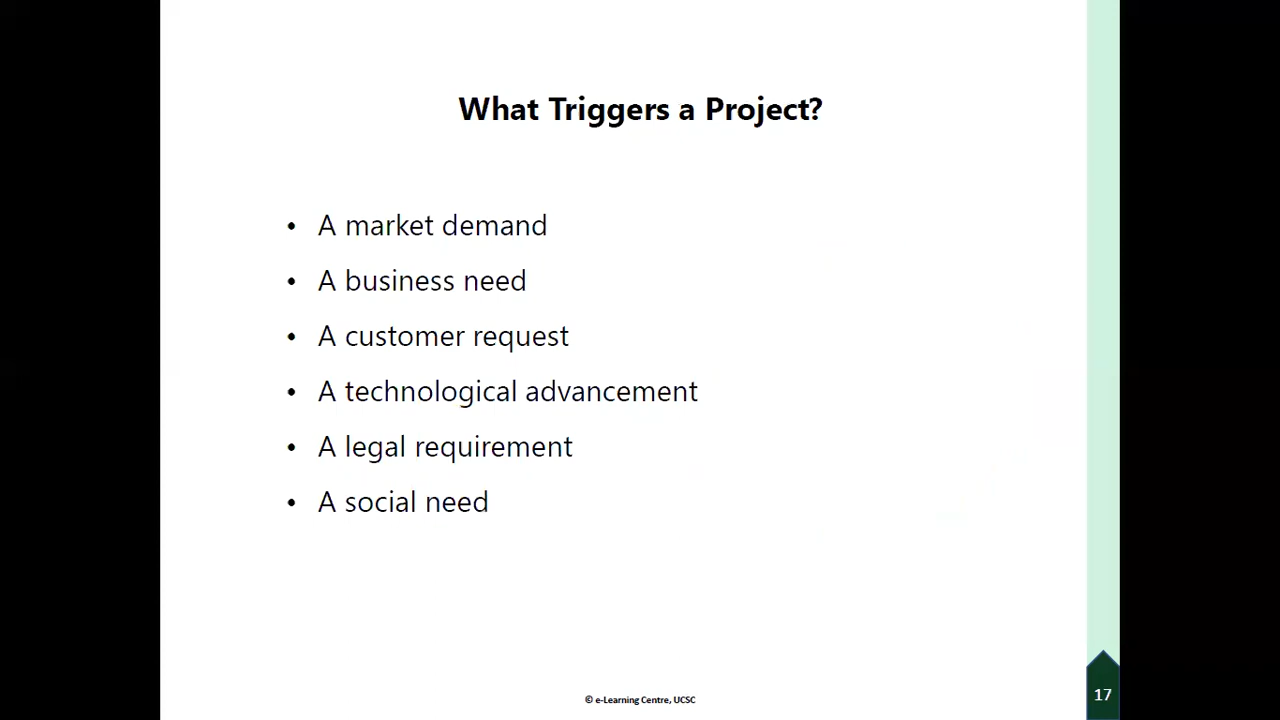 What Triggers a Project?
• A market demand
• A business need
• A customer request
• A technological advancement
• A legal requirement
• A social need
© e-Learning Centre, UCSC
17